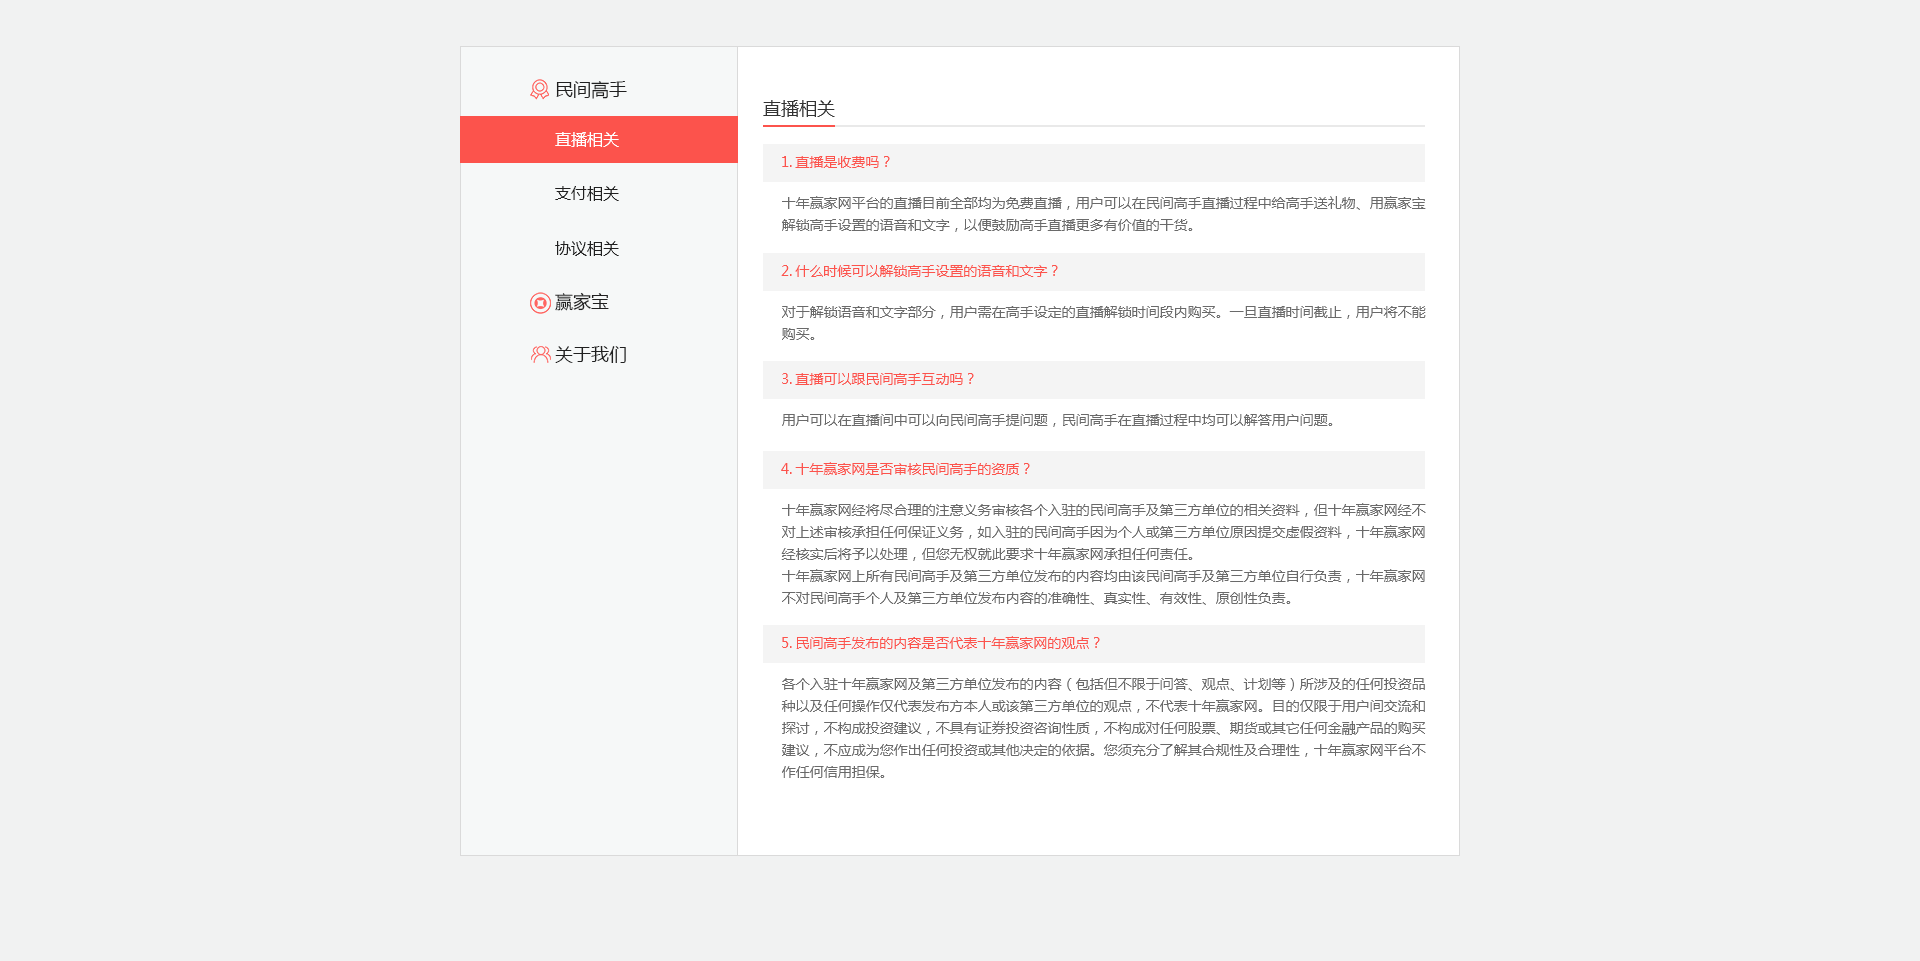 民间高手
直播相关
支付相关
协议相关
赢家宝
关于我们
直播相关
1. 直播是收费吗？
十年赢家网平台的直播目前全部均为免费直播，用户可以在民间高手直播过程中给高手送礼物、用赢家宝
解锁高手设置的语音和文字，以便鼓励高手直播更多有价值的干货。
2. 什么时候可以解锁高手设置的语音和文字？
对于解锁语音和文字部分，用户需在高手设定的直播解锁时间段内购买。一旦直播时间截止，用户将不能
购买。
3. 直播可以跟民间高手互动吗？
用户可以在直播间中可以向民间高手提问题，民间高手在直播过程中均可以解答用户问题。
4. 十年赢家网是否审核民间高手的资质？
十年赢家网经将尽合理的注意义务审核各个入驻的民间高手及第三方单位的相关资料，但十年赢家网经不
对上述审核承担任何保证义务，如入驻的民间高手因为个人或第三方单位原因提交虚假资料，十年赢家网
经核实后将予以处理，但您无权就此要求十年赢家网承担任何责任。
十年赢家网上所有民间高手及第三方单位发布的内容均由该民间高手及第三方单位自行负责，十年赢家网
不对民间高手个人及第三方单位发布内容的准确性、真实性、有效性、原创性负责。
5. 民间高手发布的内容是否代表十年赢家网的观点？
各个入驻十年赢家网及第三方单位发布的内容（包括但不限于问答、观点、计划等）所涉及的任何投资品
种以及任何操作仅代表发布方本人或该第三方单位的观点，不代表十年赢家网。目的仅限于用户间交流和
探讨，不构成投资建议，不具有证券投资咨询性质，不构成对任何股票、期货或其它任何金融产品的购买
建议，不应成为您作出任何投资或其他决定的依据。您须充分了解其合规性及合理性，十年赢家网平台不
作任何信用担保。